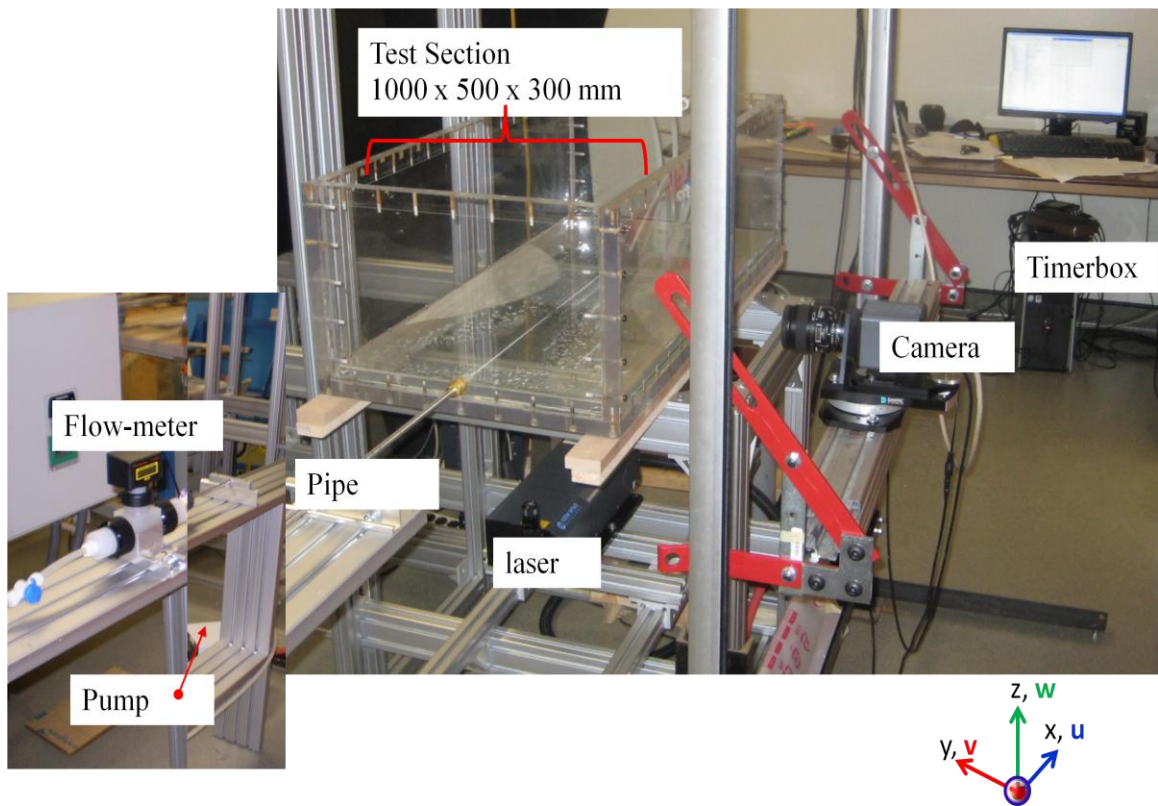 Test Section
1000 x 500 x 300 mm
Timerbox
Camera
Flow-meter
Pipe
laser
Pump
z, w
x, u
y, v